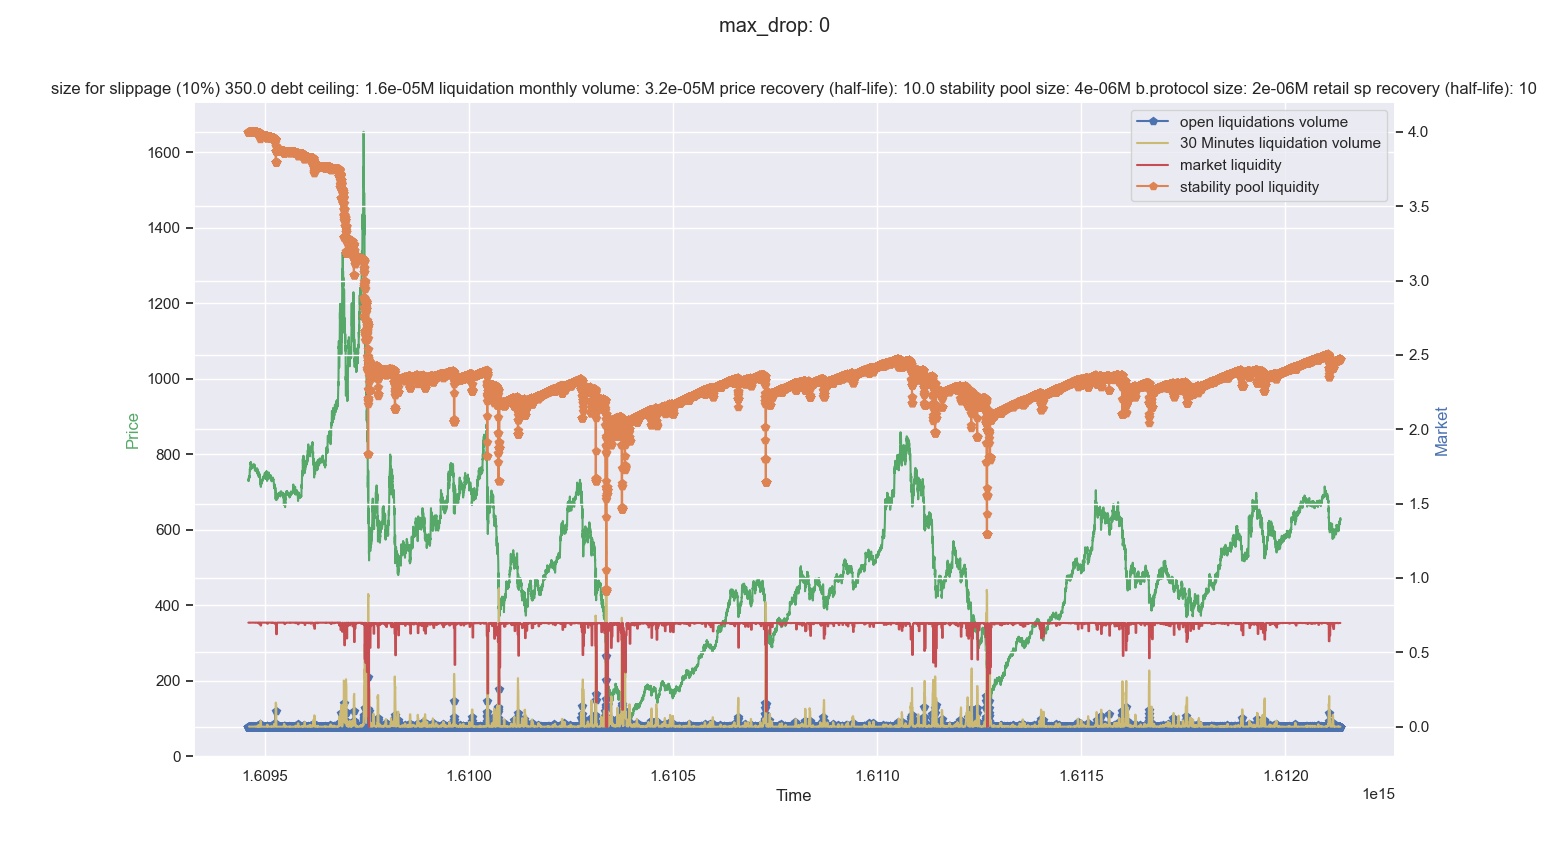 max_drop: 0
size for slippage (10%) 350.0 debt ceiling: 1.6e-05M liquidation monthly volume: 3.2e-05M price recovery (half-life): 10.0 stability pool size: 4e-06M b.protocol size: 2e-06M retail sp recovery (half-life): 10
open liquidations volume
30 Minutes liquidation volume
market liquidity
stability pool liquidity
Price
1600
1400
1200
1000
800
600
400
200
0
4.0
3.5
3.0
2.5
2.0
1.5
1.0
0.5
0.0
Market
1.6095 1.6100 1.6105 1.6110 1.6115 1.6120
Time
1e15